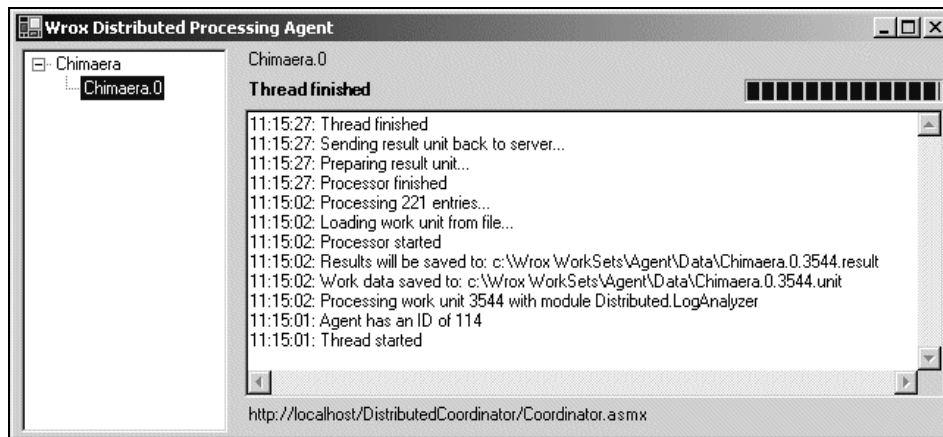 Wrox Distributed Processing Agent
Chimaera
Chimaera.0
Chimaera.0
Thread finished
11:15:27: Thread finished
11:15:27: Sending result unit back to server...
11:15:27: Preparing result unit...
11:15:27: Processor finished
11:15:02: Processing 221 entries...
11:15:02: Loading work unit from file...
11:15:02: Processor started
11:15:02: Results will be saved to: c:\Wrox WorkSets\Agent\Data\Chimaera.0.3544.result
11:15:02: Work data saved to: c:\Wrox WorkSets\Agent\Data\Chimaera.0.3544.unit
11:15:02: Processing work unit 3544 with module Distributed.LogAnalyzer
11:15:01: Agent has an ID of 114
11:15:01: Thread started
http://localhost/DistributedCoordinator/Coordinator.asmx